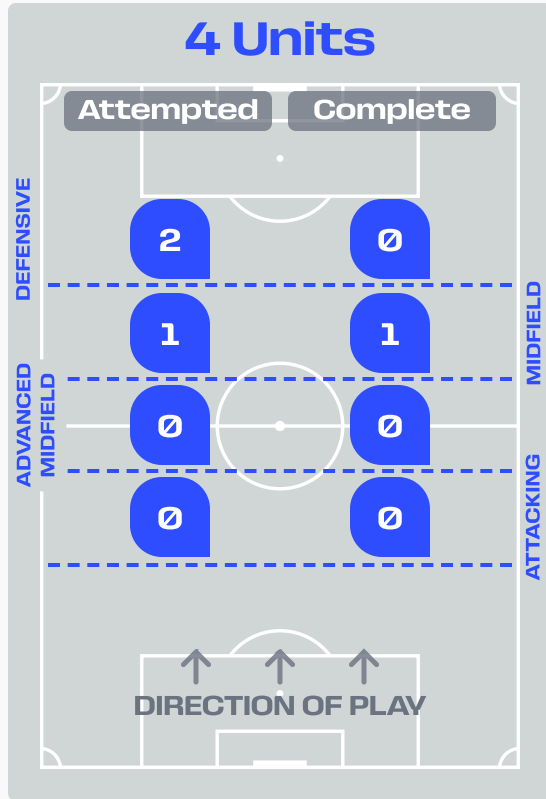 4 Units
Attempted Complete
DEFENSIVE
2 0
MIDFIELD
1 1
ADVANCED
MIDFIELD
0 0
ATTACKING
0 0
DIRECTION OF PLAY